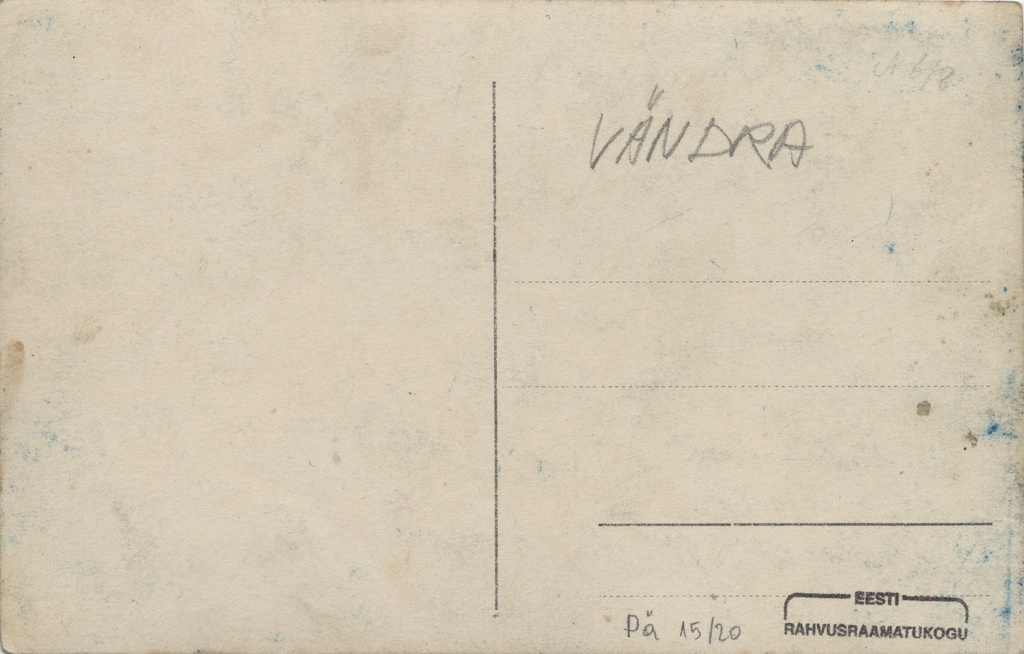 VÄNDRA
Pä 15/20
EESTI
RAHVUSRAAMATUKOGU